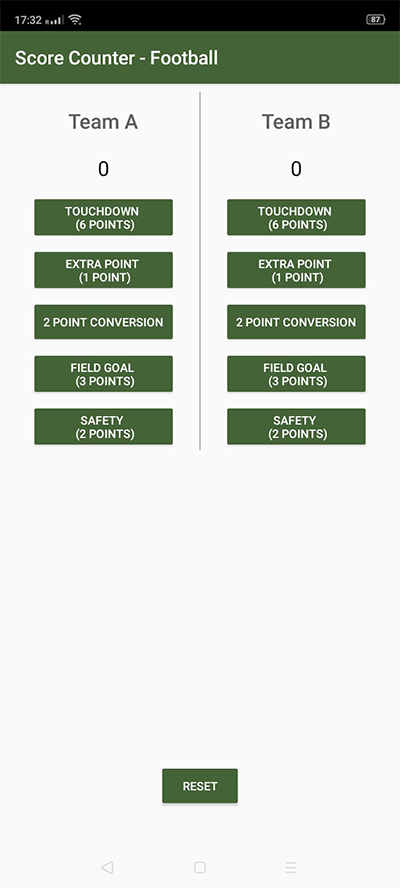 17:32
87
Score Counter - Football
Team A
Team B
0
0
TOUCHDOWN
(6 POINTS)
TOUCHDOWN
(6 POINTS)
EXTRA POINT
(1 POINT)
EXTRA POINT
(1 POINT)
2 POINT CONVERSION
2 POINT CONVERSION
FIELD GOAL
(3 POINTS)
FIELD GOAL
(3 POINTS)
SAFETY
(2 POINTS)
SAFETY
(2 POINTS)
RESET